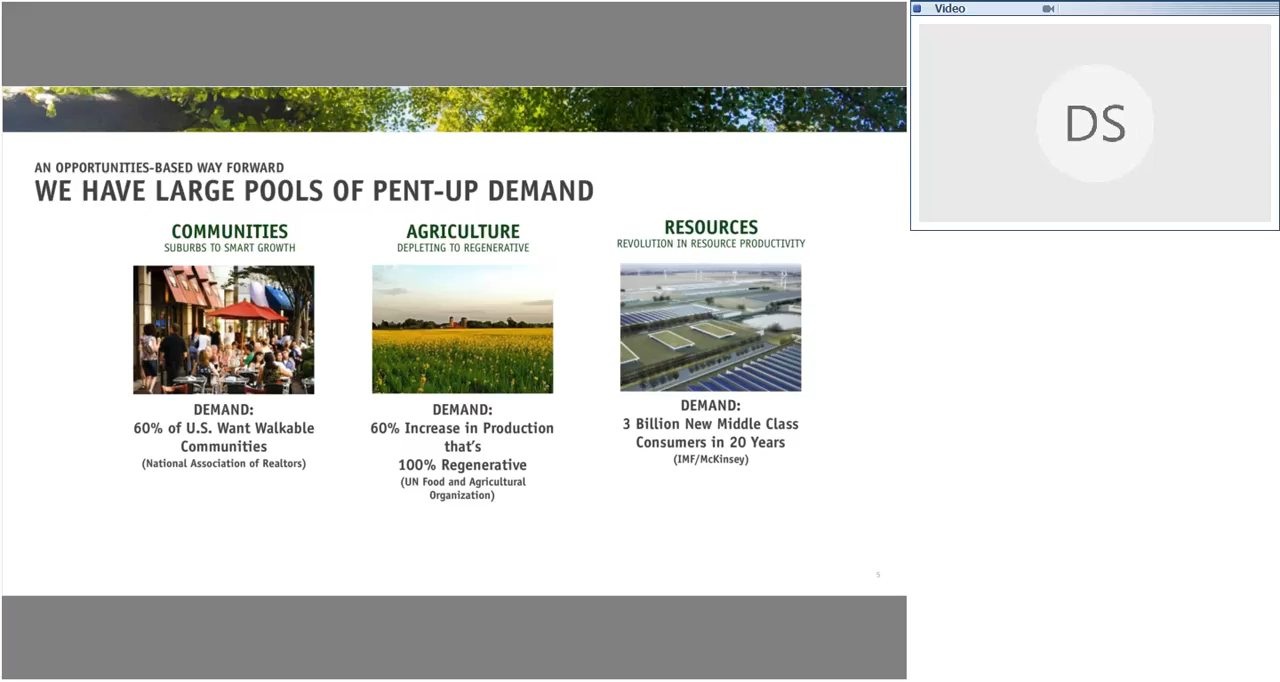 Video
DS
AN OPPORTUNITIES-BASED WAY FORWARD
WE HAVE LARGE POOLS OF PENT-UP DEMAND
COMMUNITIES
SUBURBS TO SMART GROWTH
DEMAND:
60% of U.S. Want Walkable
Communities
(National Association of Realtors)
AGRICULTURE
DEPLETING TO REGENERATIVE
DEMAND:
60% Increase in Production
that's
100% Regenerative
(UN Food and Agricultural
Organization)
RESOURCES
REVOLUTION IN RESOURCE PRODUCTIVITY
DEMAND:
3 Billion New Middle Class
Consumers in 20 Years
(IMF/McKinsey)
5